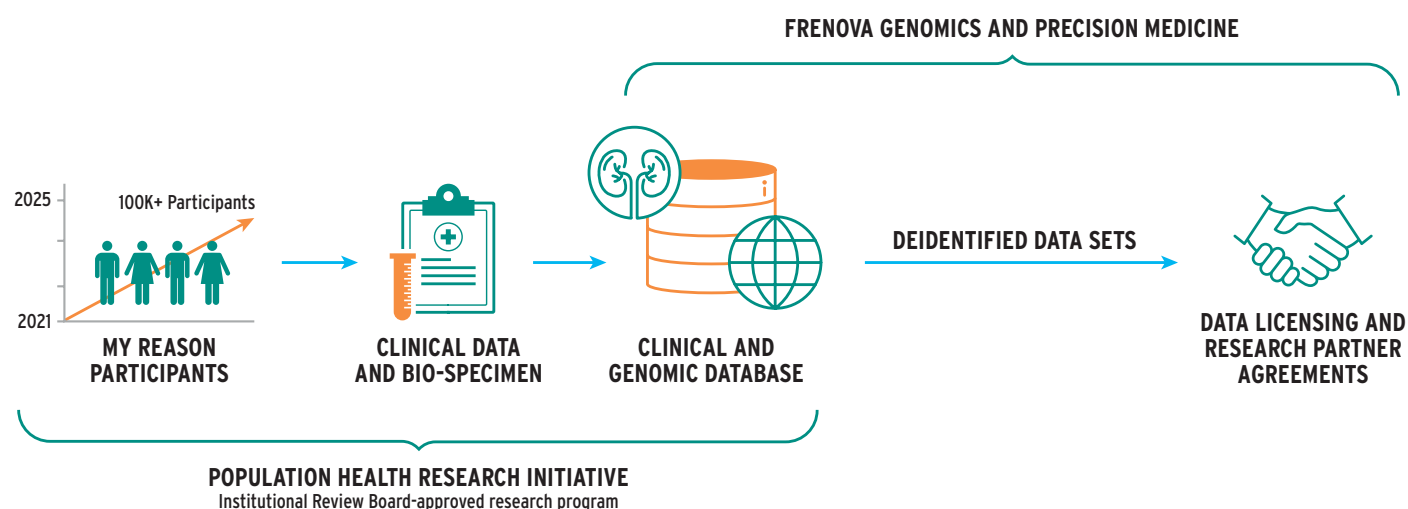 FRENOVA GENOMICS AND PRECISION MEDICINE
2025
100K+ Participants
2021
MY REASON
PARTICIPANTS
CLINICAL DATA
AND BIO-SPECIMEN
CLINICAL AND
GENOMIC DATABASE
DEIDENTIFIED DATA SETS
DATA LICENSING AND
RESEARCH PARTNER
AGREEMENTS
POPULATION HEALTH RESEARCH INITIATIVE
Institutional Review Board-approved research program